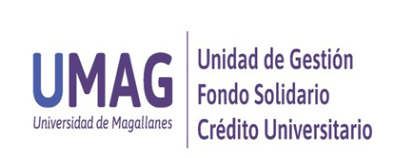 UMAG
Universidad de Magallanes
Unidad de Gestión
Fondo Solidario
Crédito Universitario